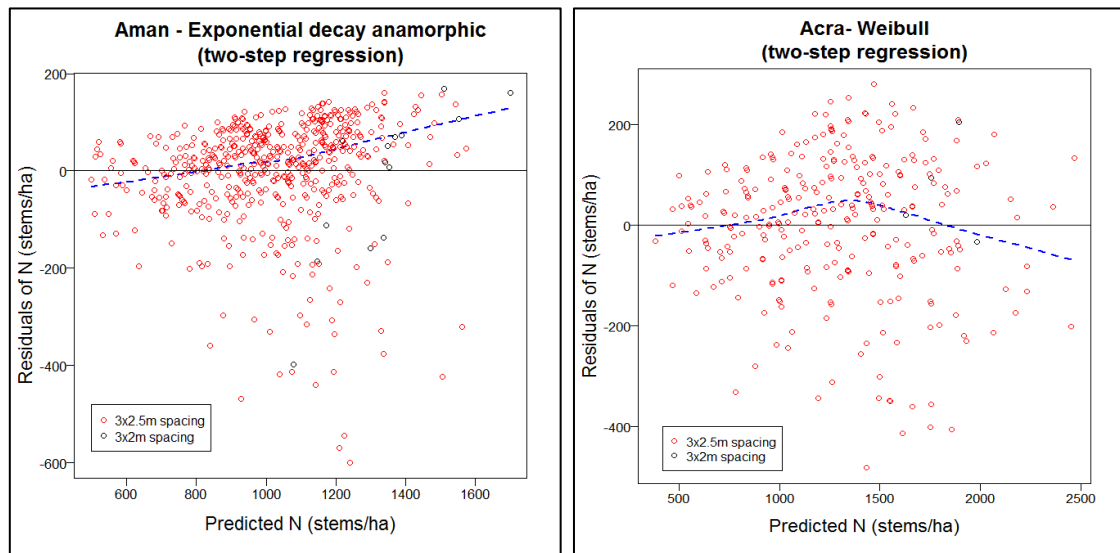 Aman - Exponential decay anamorphic
(two-step regression)
Residuals of N (stems/ha)
200
0
-200
-400
-600
3x2.5m spacing
3x2m spacing
600
800
1000
1200
1400
1600
Predicted N (stems/ha)
Acra- Weibull
(two-step regression)
Residuals of N (stems/ha)
200
0
-200
-400
3x2.5m spacing
3x2m spacing
500
1000
1500
2000
2500
Predicted N (stems/ha)